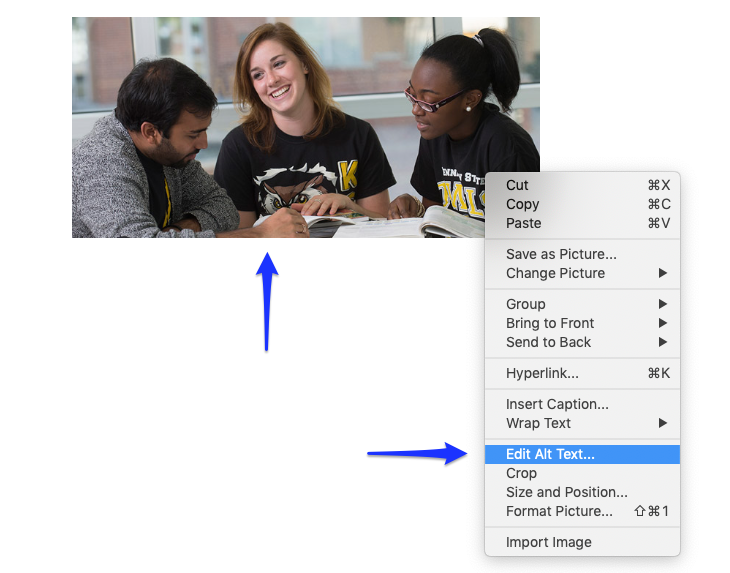 K
Cut ⌘X
Copy ⌘C
Paste ⌘V
Save as Picture...
Change Picture ▶
Group ▶
Bring to Front ▶
Send to Back ▶
Hyperlink... ⌘K
Insert Caption...
Wrap Text ▶
Edit Alt Text...
Crop
Size and Position...
Format Picture... ⇧⌘1
Import Image